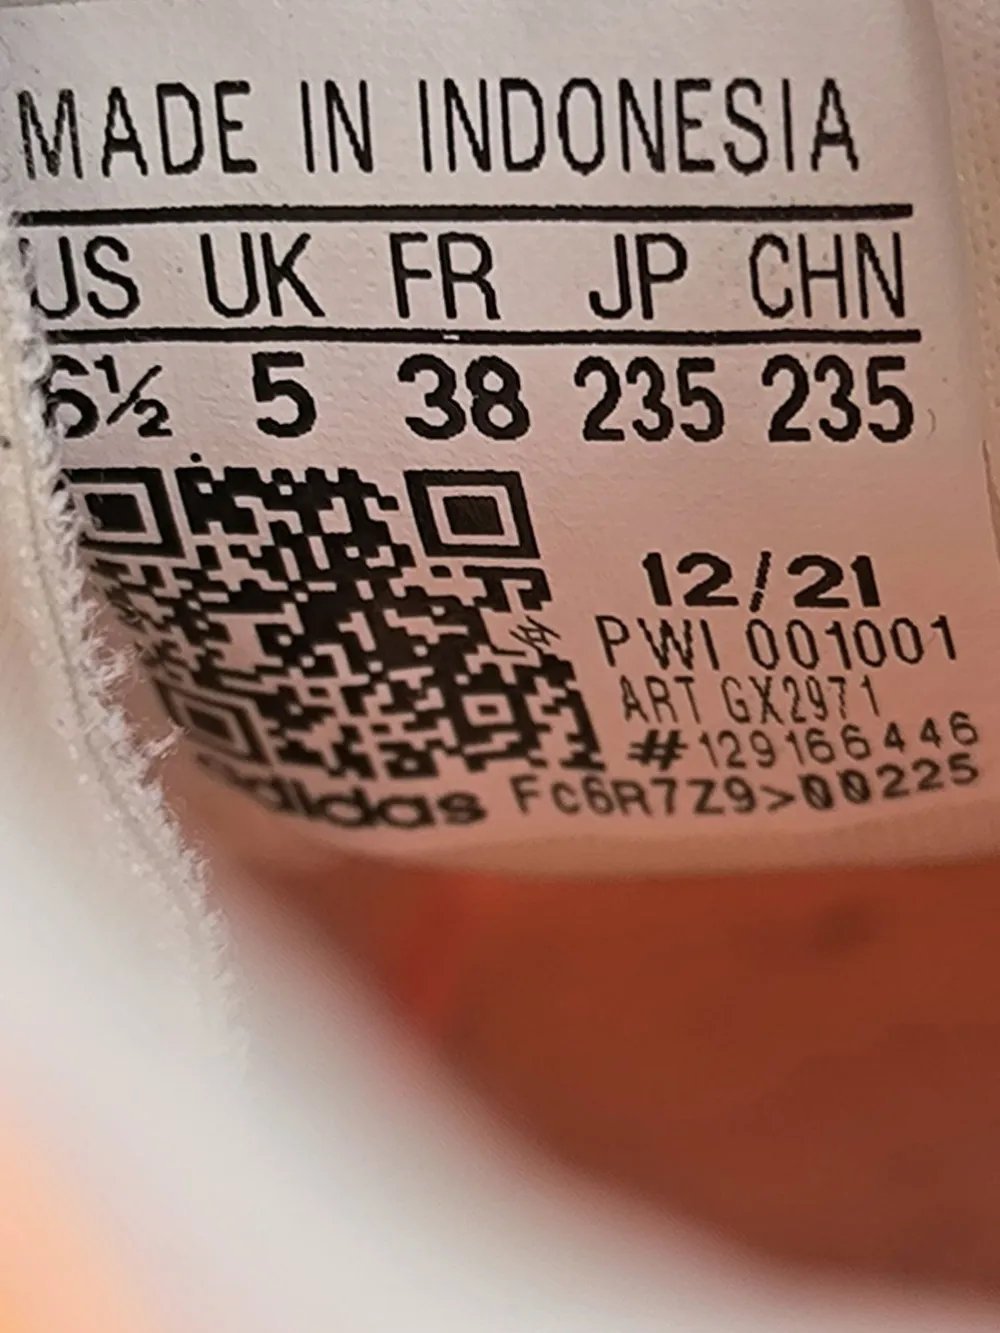 MADE IN INDONESIA
US UK FR JP CHN
6½ 5 38 235 235
12/21
PWI 001001
ART GX2971
#129166446
adidas Fc6R7Z9>00225